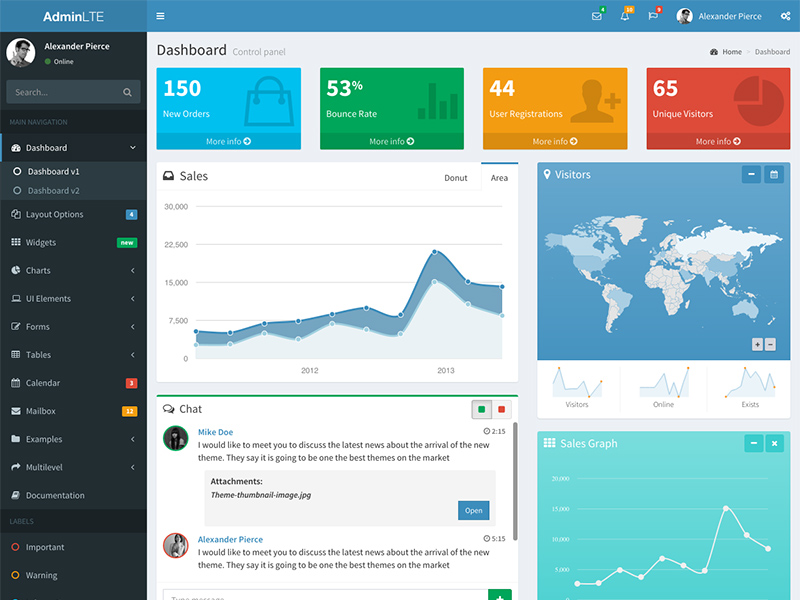 AdminLTE
4
10
9
Alexander Pierce
Alexander Pierce
Online
Search...
MAIN NAVIGATION
Dashboard
Dashboard v1
Dashboard v2
Layout Options 4
Widgets new
Charts
UI Elements
Forms
Tables
Calendar 3
Mailbox 12
Examples
Multilevel
Documentation
LABELS
Important
Warning
Dashboard Control panel
Home > Dashboard
150
New Orders
More info
53%
Bounce Rate
More info
44
User Registrations
More info
65
Unique Visitors
More info
Sales
Donut
Area
30,000
22,500
15,000
7,500
0
2012
2013
Chat
Mike Doe
2:15
I would like to meet you to discuss the latest news about the arrival of the new
theme. They say it is going to be one the best themes on the market
Attachments:
Theme-thumbnail-image.jpg
Open
Alexander Pierce
5:15
I would like to meet you to discuss the latest news about the arrival of the new
theme. They say it is going to be one the best themes on the market
Type message...
Visitors
+
-
Visitors
Online
Exists
Sales Graph
20,000
15,000
10,000
5,000
0